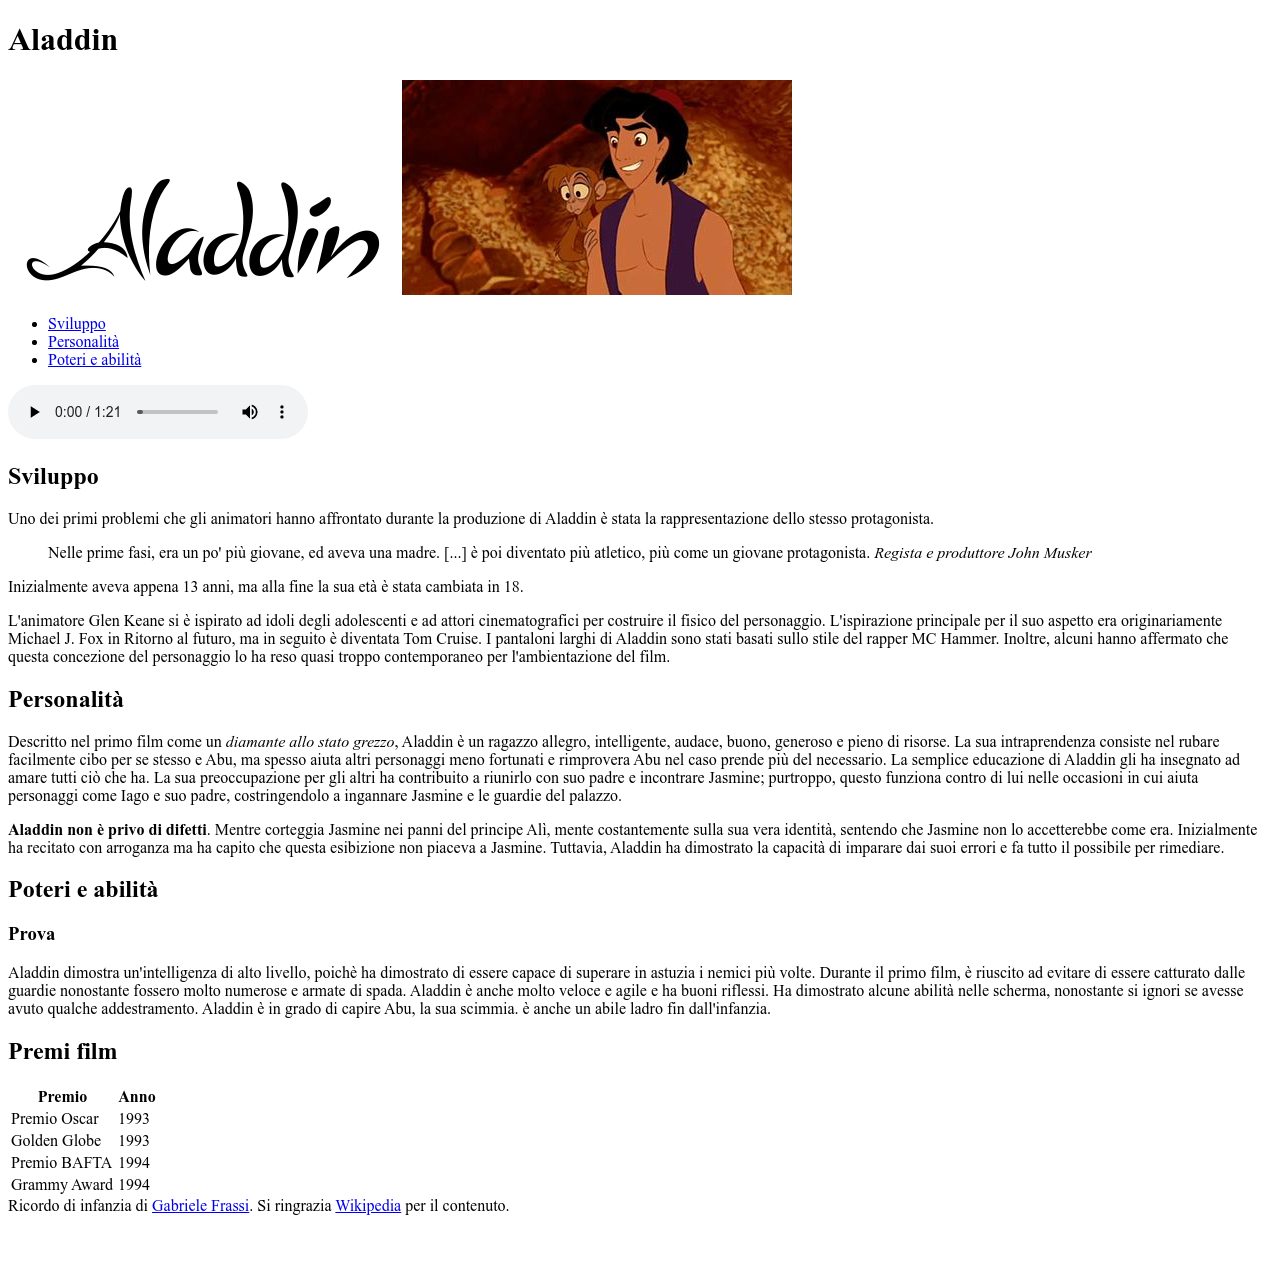 Aladdin
Aladdin
Sviluppo
Personalità
Poteri e abilità
0:00 / 1:21
Sviluppo
Uno dei primi problemi che gli animatori hanno affrontato durante la produzione di Aladdin è stata la rappresentazione dello stesso protagonista.
Nelle prime fasi, era un po' più giovane, ed aveva una madre. [...] è poi diventato più atletico, più come un giovane protagonista. Regista e produttore John Musker
Inizialmente aveva appena 13 anni, ma alla fine la sua età è stata cambiata in 18.
L'animatore Glen Keane si è ispirato ad idoli degli adolescenti e ad attori cinematografici per costruire il fisico del personaggio. L'ispirazione principale per il suo aspetto era originariamente
Michael J. Fox in Ritorno al futuro, ma in seguito è diventata Tom Cruise. I pantaloni larghi di Aladdin sono stati basati sullo stile del rapper MC Hammer. Inoltre, alcuni hanno affermato che
questa concezione del personaggio lo ha reso quasi troppo contemporaneo per l'ambientazione del film.
Personalità
Descritto nel primo film come un diamante allo stato grezzo, Aladdin è un ragazzo allegro, intelligente, audace, buono, generoso e pieno di risorse. La sua intraprendenza consiste nel rubare
facilmente cibo per se stesso e Abu, ma spesso aiuta altri personaggi meno fortunati e rimprovera Abu nel caso prende più del necessario. La semplice educazione di Aladdin gli ha insegnato ad
amare tutti ciò che ha. La sua preoccupazione per gli altri ha contribuito a riunirlo con suo padre e incontrare Jasmine; purtroppo, questo funziona contro di lui nelle occasioni in cui aiuta
personaggi come Iago e suo padre, costringendolo a ingannare Jasmine e le guardie del palazzo.
Aladdin non è privo di difetti. Mentre corteggia Jasmine nei panni del principe Alì, mente costantemente sulla sua vera identità, sentendo che Jasmine non lo accetterebbe come era. Inizialmente
ha recitato con arroganza ma ha capito che questa esibizione non piaceva a Jasmine. Tuttavia, Aladdin ha dimostrato la capacità di imparare dai suoi errori e fa tutto il possibile per rimediare.
Poteri e abilità
Prova
Aladdin dimostra un'intelligenza di alto livello, poichè ha dimostrato di essere capace di superare in astuzia i nemici più volte. Durante il primo film, è riuscito ad evitare di essere catturato dalle
guardie nonostante fossero molto numerose e armate di spada. Aladdin è anche molto veloce e agile e ha buoni riflessi. Ha dimostrato alcune abilità nelle scherma, nonostante si ignori se avesse
avuto qualche addestramento. Aladdin è in grado di capire Abu, la sua scimmia. è anche un abile ladro fin dall'infanzia.
Premi film
Premio Anno
Premio Oscar 1993
Golden Globe 1993
Premio BAFTA 1994
Grammy Award 1994
Ricordo di infanzia di Gabriele Frassi. Si ringrazia Wikipedia per il contenuto.